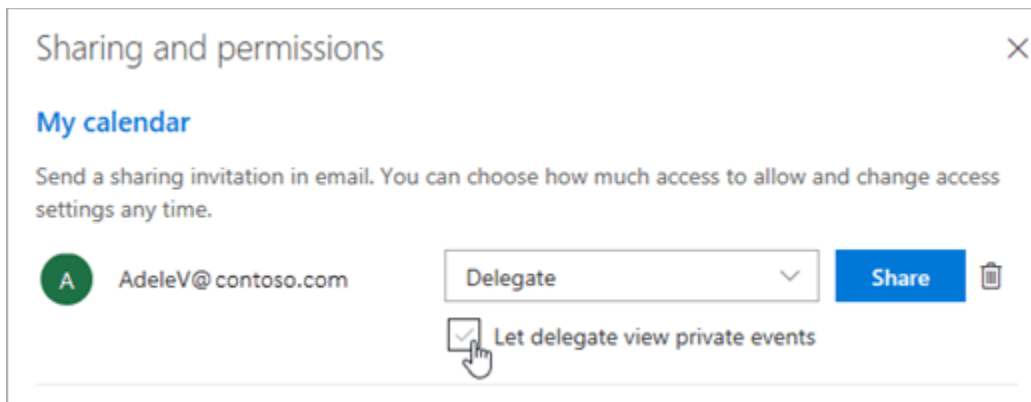 Sharing and permissions
My calendar
Send a sharing invitation in email. You can choose how much access to allow and change access
settings any time.
A AdeleV@contoso.com Delegate Share
Let delegate view private events